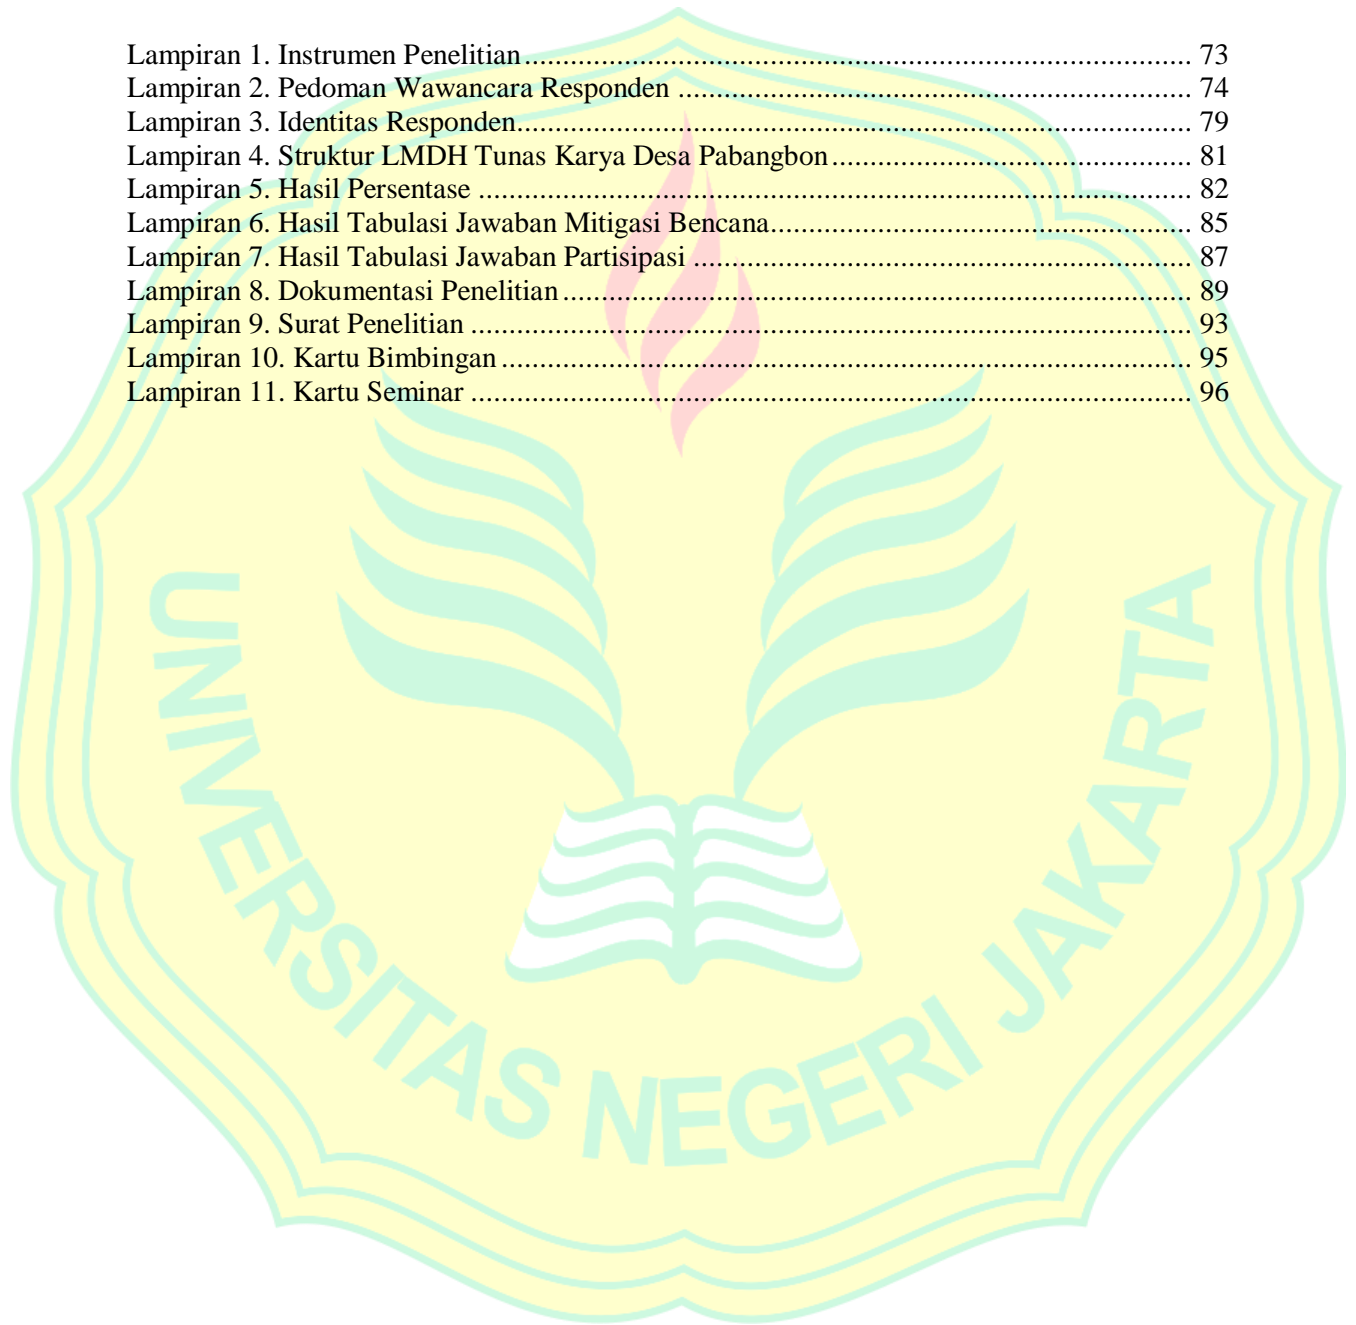 Lampiran 1. Instrumen Penelitian........................................................................................... 73
Lampiran 2. Pedoman Wawancara Responden .................................................................... 74
Lampiran 3. Identitas Responden.......................................................................................... 79
Lampiran 4. Struktur LMDH Tunas Karya Desa Pabangbon................................................ 81
Lampiran 5. Hasil Persentase ............................................................................................... 82
Lampiran 6. Hasil Tabulasi Jawaban Mitigasi Bencana........................................................ 85
Lampiran 7. Hasil Tabulasi Jawaban Partisipasi .................................................................. 87
Lampiran 8. Dokumentasi Penelitian.................................................................................... 89
Lampiran 9. Surat Penelitian ................................................................................................ 93
Lampiran 10. Kartu Bimbingan............................................................................................ 95
Lampiran 11. Kartu Seminar ................................................................................................ 96
UNIVERSITAS NEGERI JAKARTA